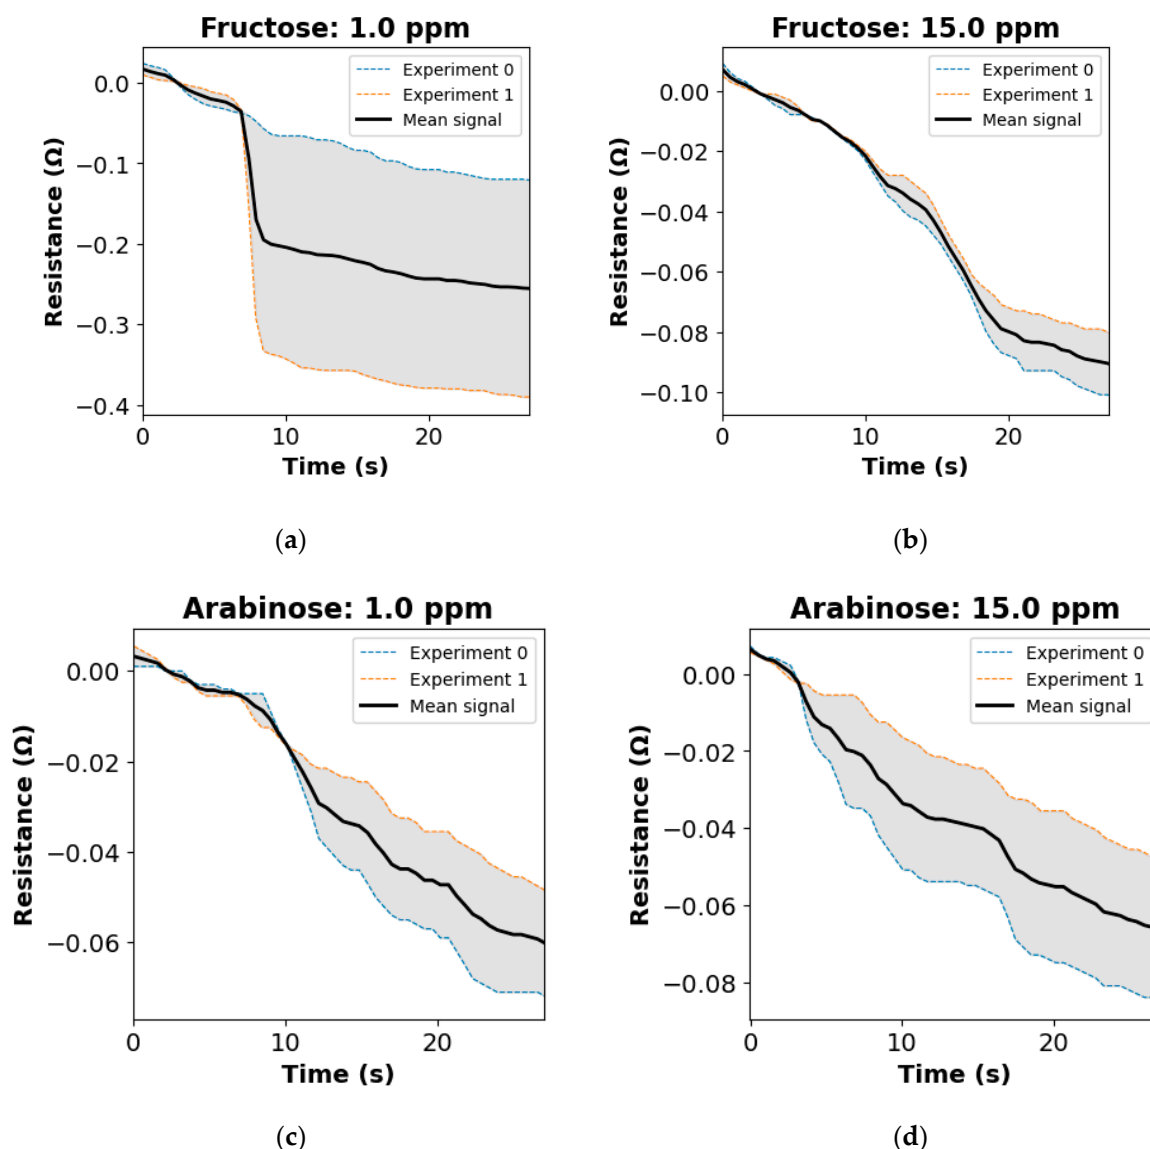 Fructose: 1.0 ppm
Resistance (Ω)
0.0
−0.1
−0.2
−0.3
−0.4
Experiment 0
Experiment 1
Mean signal
0 10 20
Time (s)
(a)
Fructose: 15.0 ppm
Resistance (Ω)
0.00
−0.02
−0.04
−0.06
−0.08
−0.10
Experiment 0
Experiment 1
Mean signal
0 10 20
Time (s)
(b)
Arabinose: 1.0 ppm
Resistance (Ω)
0.00
−0.02
−0.04
−0.06
Experiment 0
Experiment 1
Mean signal
0 10 20
Time (s)
(c)
Arabinose: 15.0 ppm
Resistance (Ω)
0.00
−0.02
−0.04
−0.06
−0.08
Experiment 0
Experiment 1
Mean signal
0 10 20
Time (s)
(d)